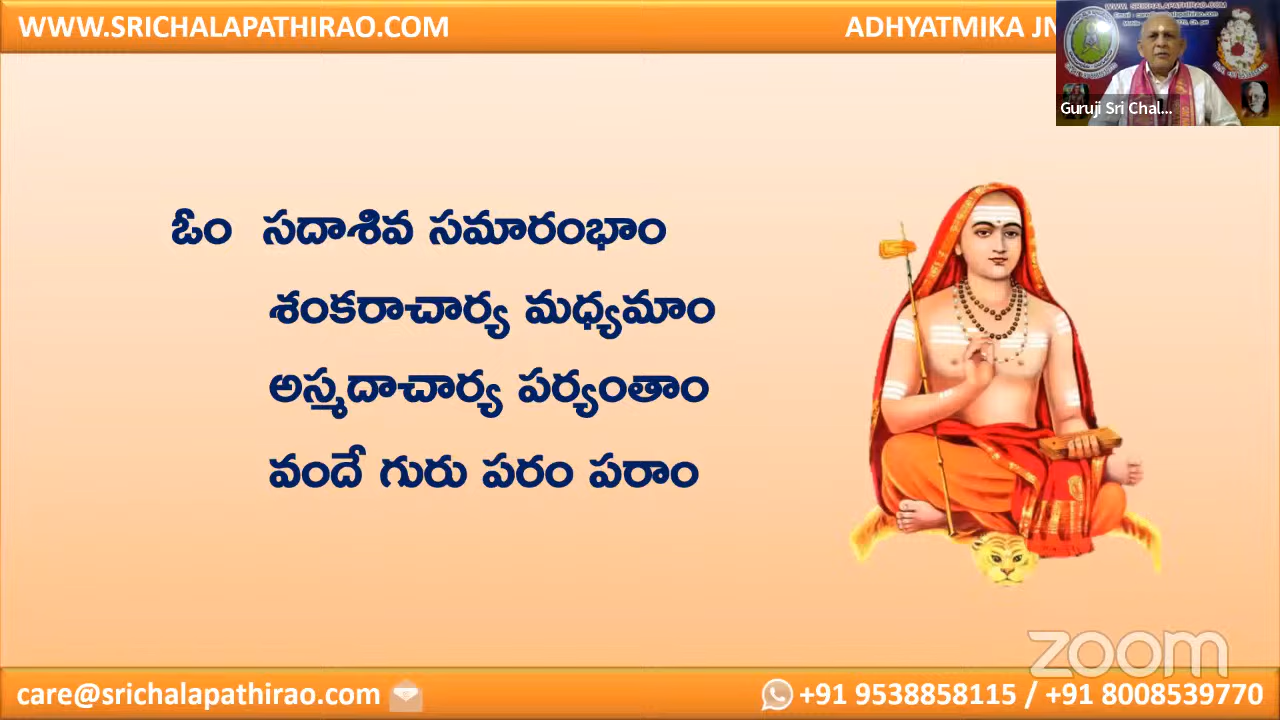 WWW.SRICHALAPATHIRAO.COM
ADHYATMIKA
Guruji Sri Chal...
ఓం సదాశివ సమారంభాం
శంకరాచార్య మధ్యమాం
అస్మదాచార్య పర్యంతాం
వందే గురు పరం పరాం
zoom
care@srichalapathirao.com
+91 9538858115 / +91 8008539770